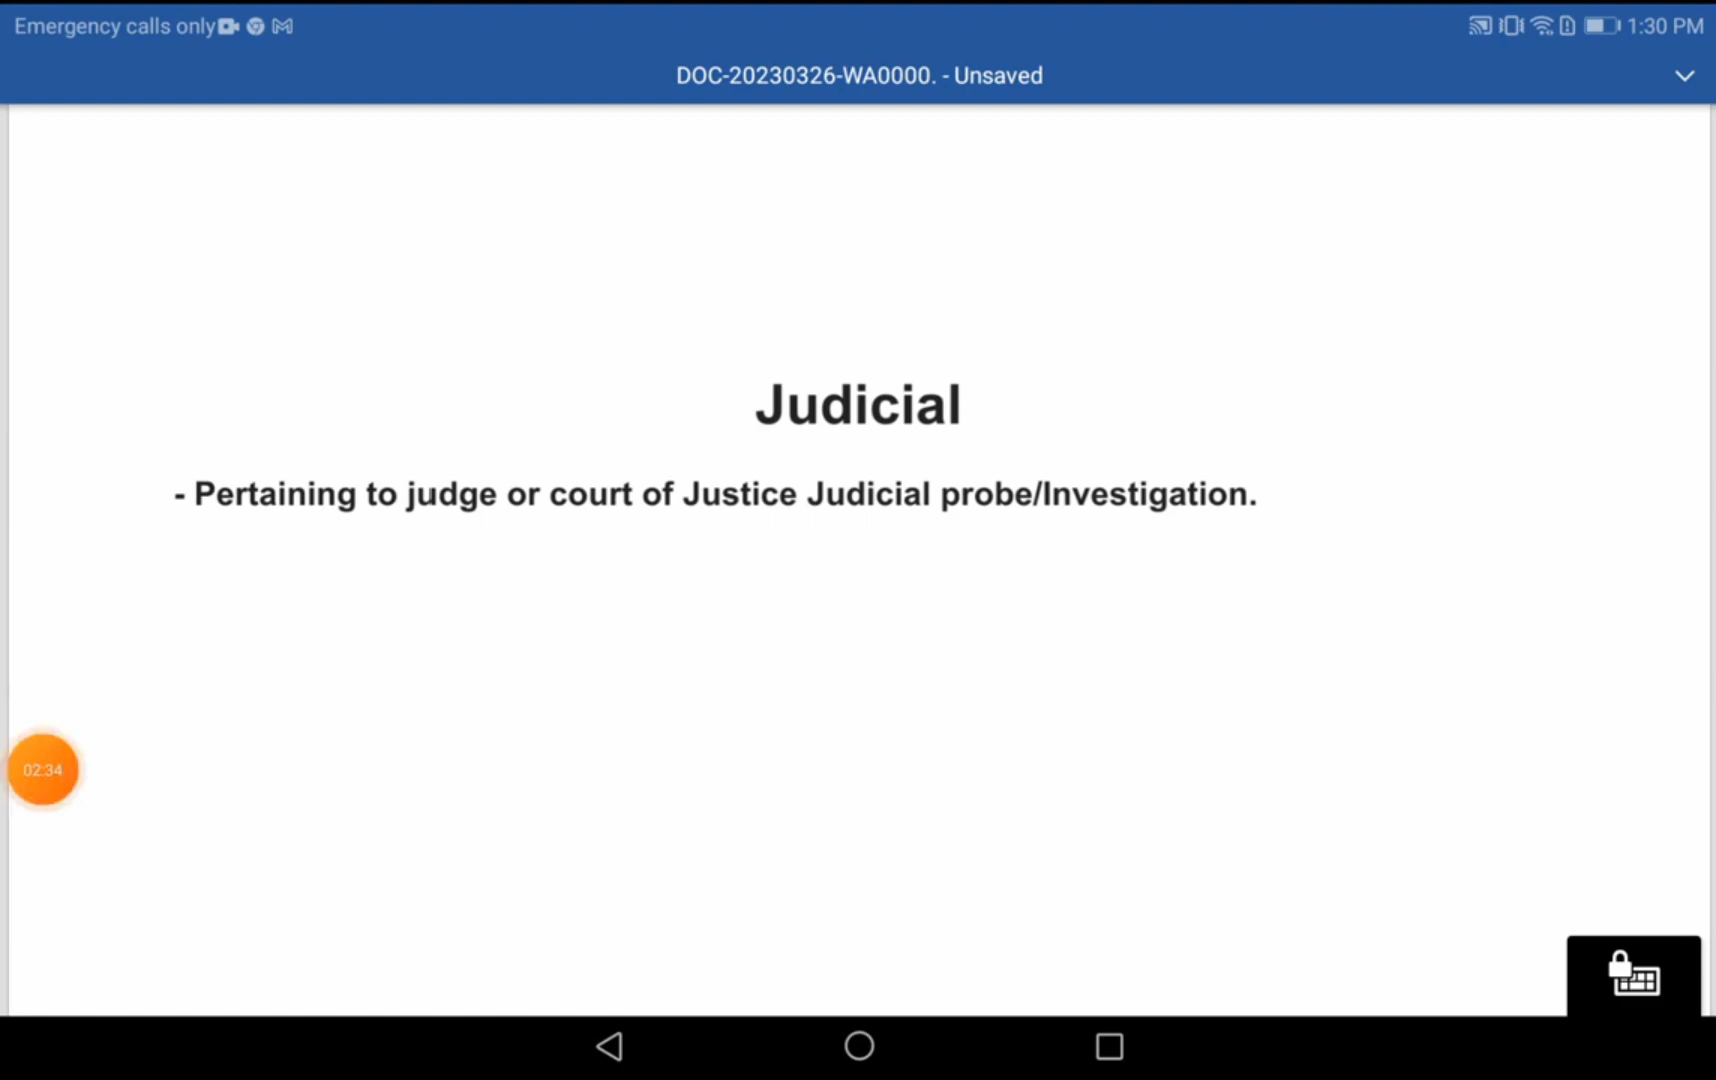 Emergency calls only
1:30 PM
DOC-20230326-WA0000. - Unsaved
Judicial
- Pertaining to judge or court of Justice Judicial probe/Investigation.
02:34